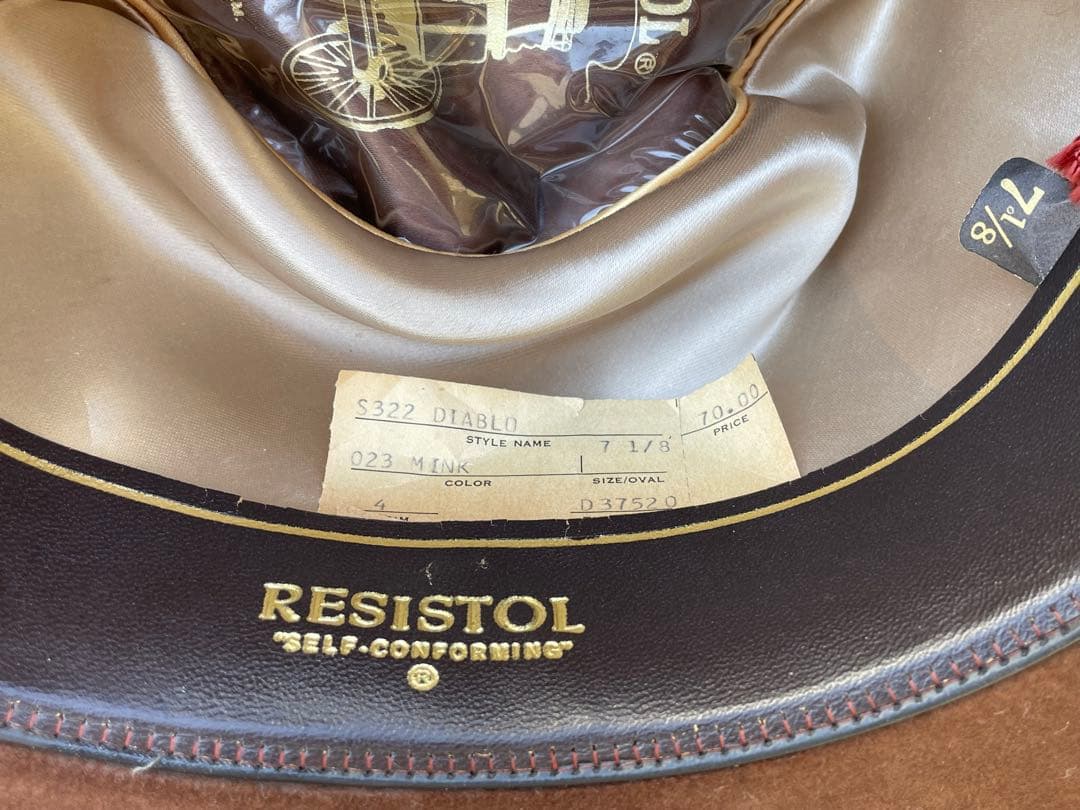 OL®
7 1/8
S322 DIABLO
STYLE NAME
7 1/8
70.00
PRICE
023 MINK
COLOR
SIZE/OVAL
4
D37520
RESISTOL
"SELF-CONFORMING"
®